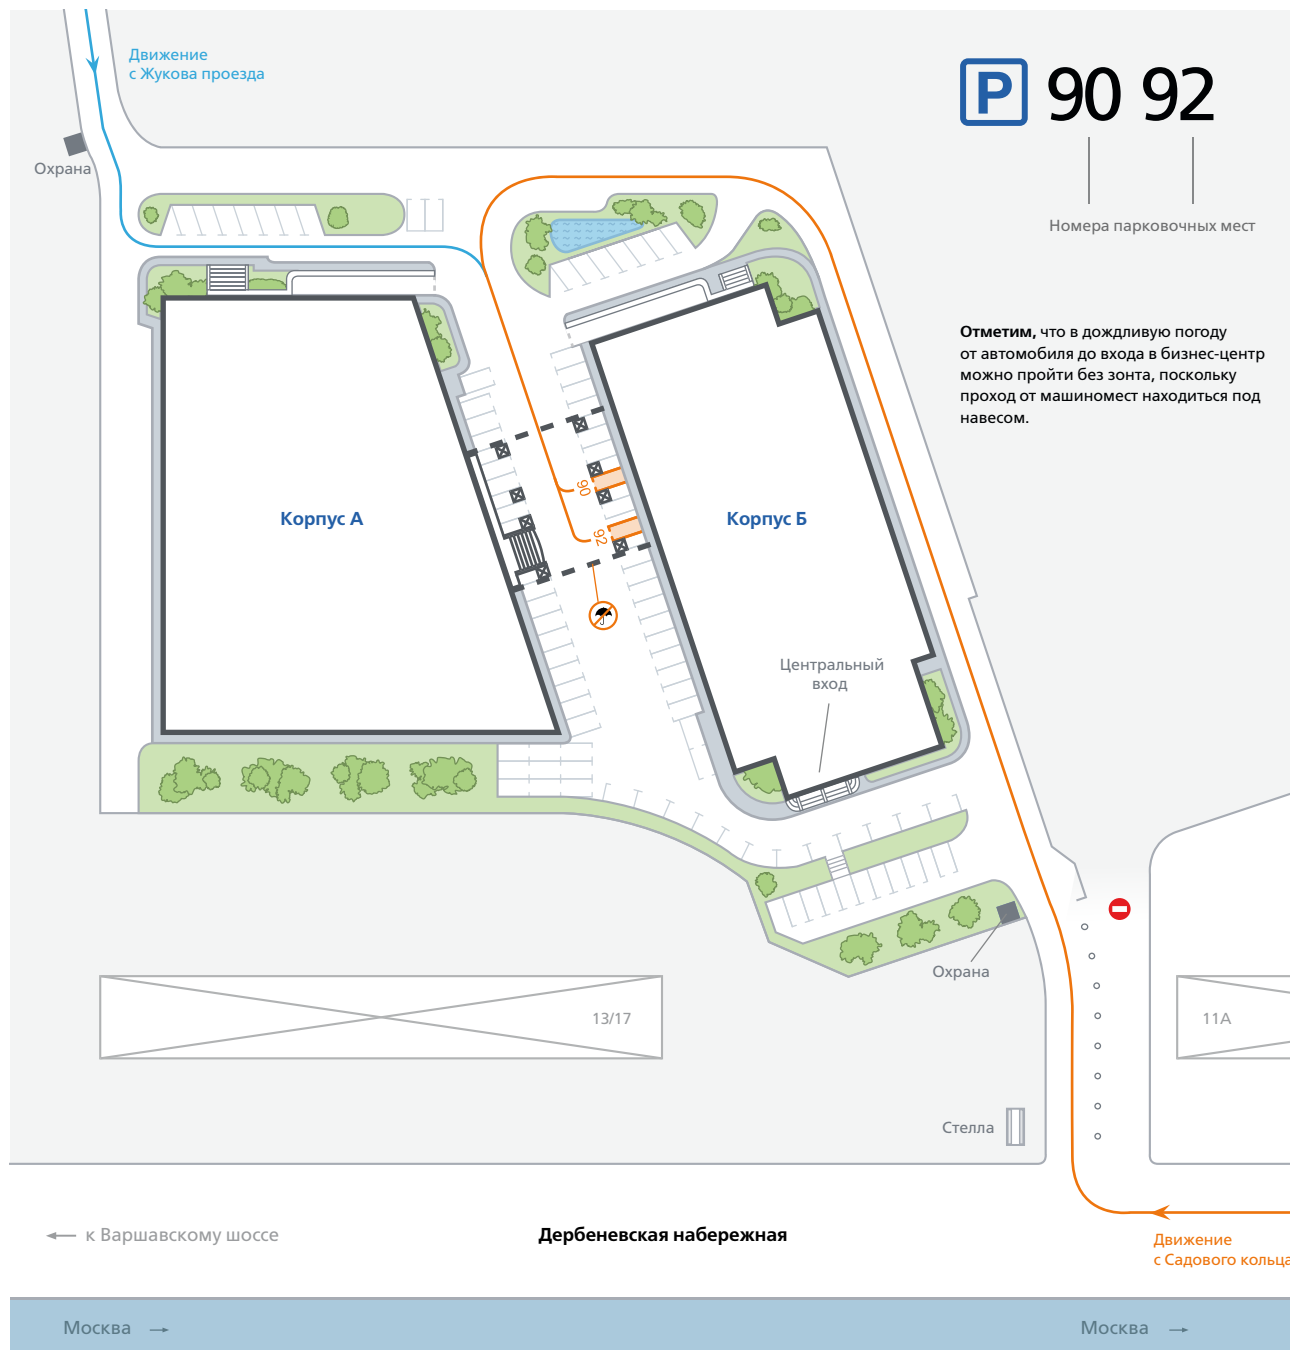 Движение
с Жукова проезда
P 90 92
Охрана
Номера парковочных мест
Отметим, что в дождливую погоду
от автомобиля до входа в бизнес-центр
можно пройти без зонта, поскольку
проход от машиномест находиться под
навесом.
90
Корпус А
Корпус Б
92
Центральный
вход
Охрана
13/17
11А
Стелла
к Варшавскому шоссе
Дербеневская набережная
Движение
с Садового кольца
Москва
Москва